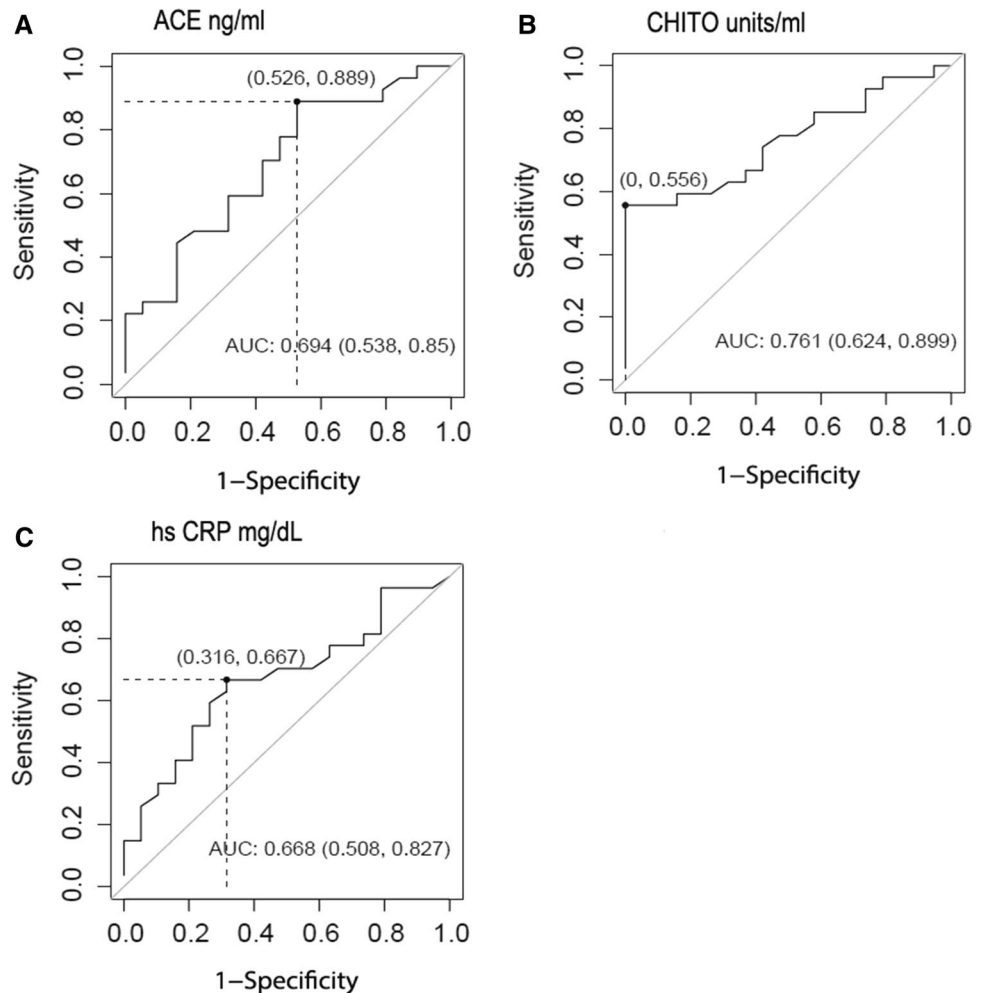 A
ACE ng/ml
Sensitivity
0.0 0.2 0.4 0.6 0.8 1.0
(0.526, 0.889)
AUC: 0.694 (0.538, 0.85)
0.0 0.2 0.4 0.6 0.8 1.0
1−Specificity
B
CHITO units/ml
Sensitivity
0.0 0.2 0.4 0.6 0.8 1.0
(0, 0.556)
AUC: 0.761 (0.624, 0.899)
0.0 0.2 0.4 0.6 0.8 1.0
1−Specificity
C
hs CRP mg/dL
Sensitivity
0.0 0.2 0.4 0.6 0.8 1.0
(0.316, 0.667)
AUC: 0.668 (0.508, 0.827)
0.0 0.2 0.4 0.6 0.8 1.0
1−Specificity